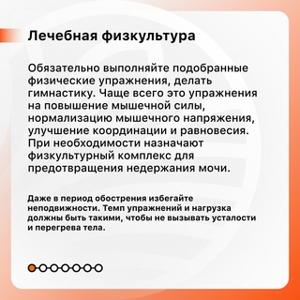 Лечебная физкультура
Обязательно выполняйте подобранные
физические упражнения, делать
гимнастику. Чаще всего это упражнения
на повышение мышечной силы,
нормализацию мышечного напряжения,
улучшение координации и равновесия.
При необходимости назначают
физкультурный комплекс для
предотвращения недержания мочи.
Даже в период обострения избегайте
неподвижности. Темп упражнений и нагрузка
должны быть такими, чтобы не вызывать усталости
и перегрева тела.